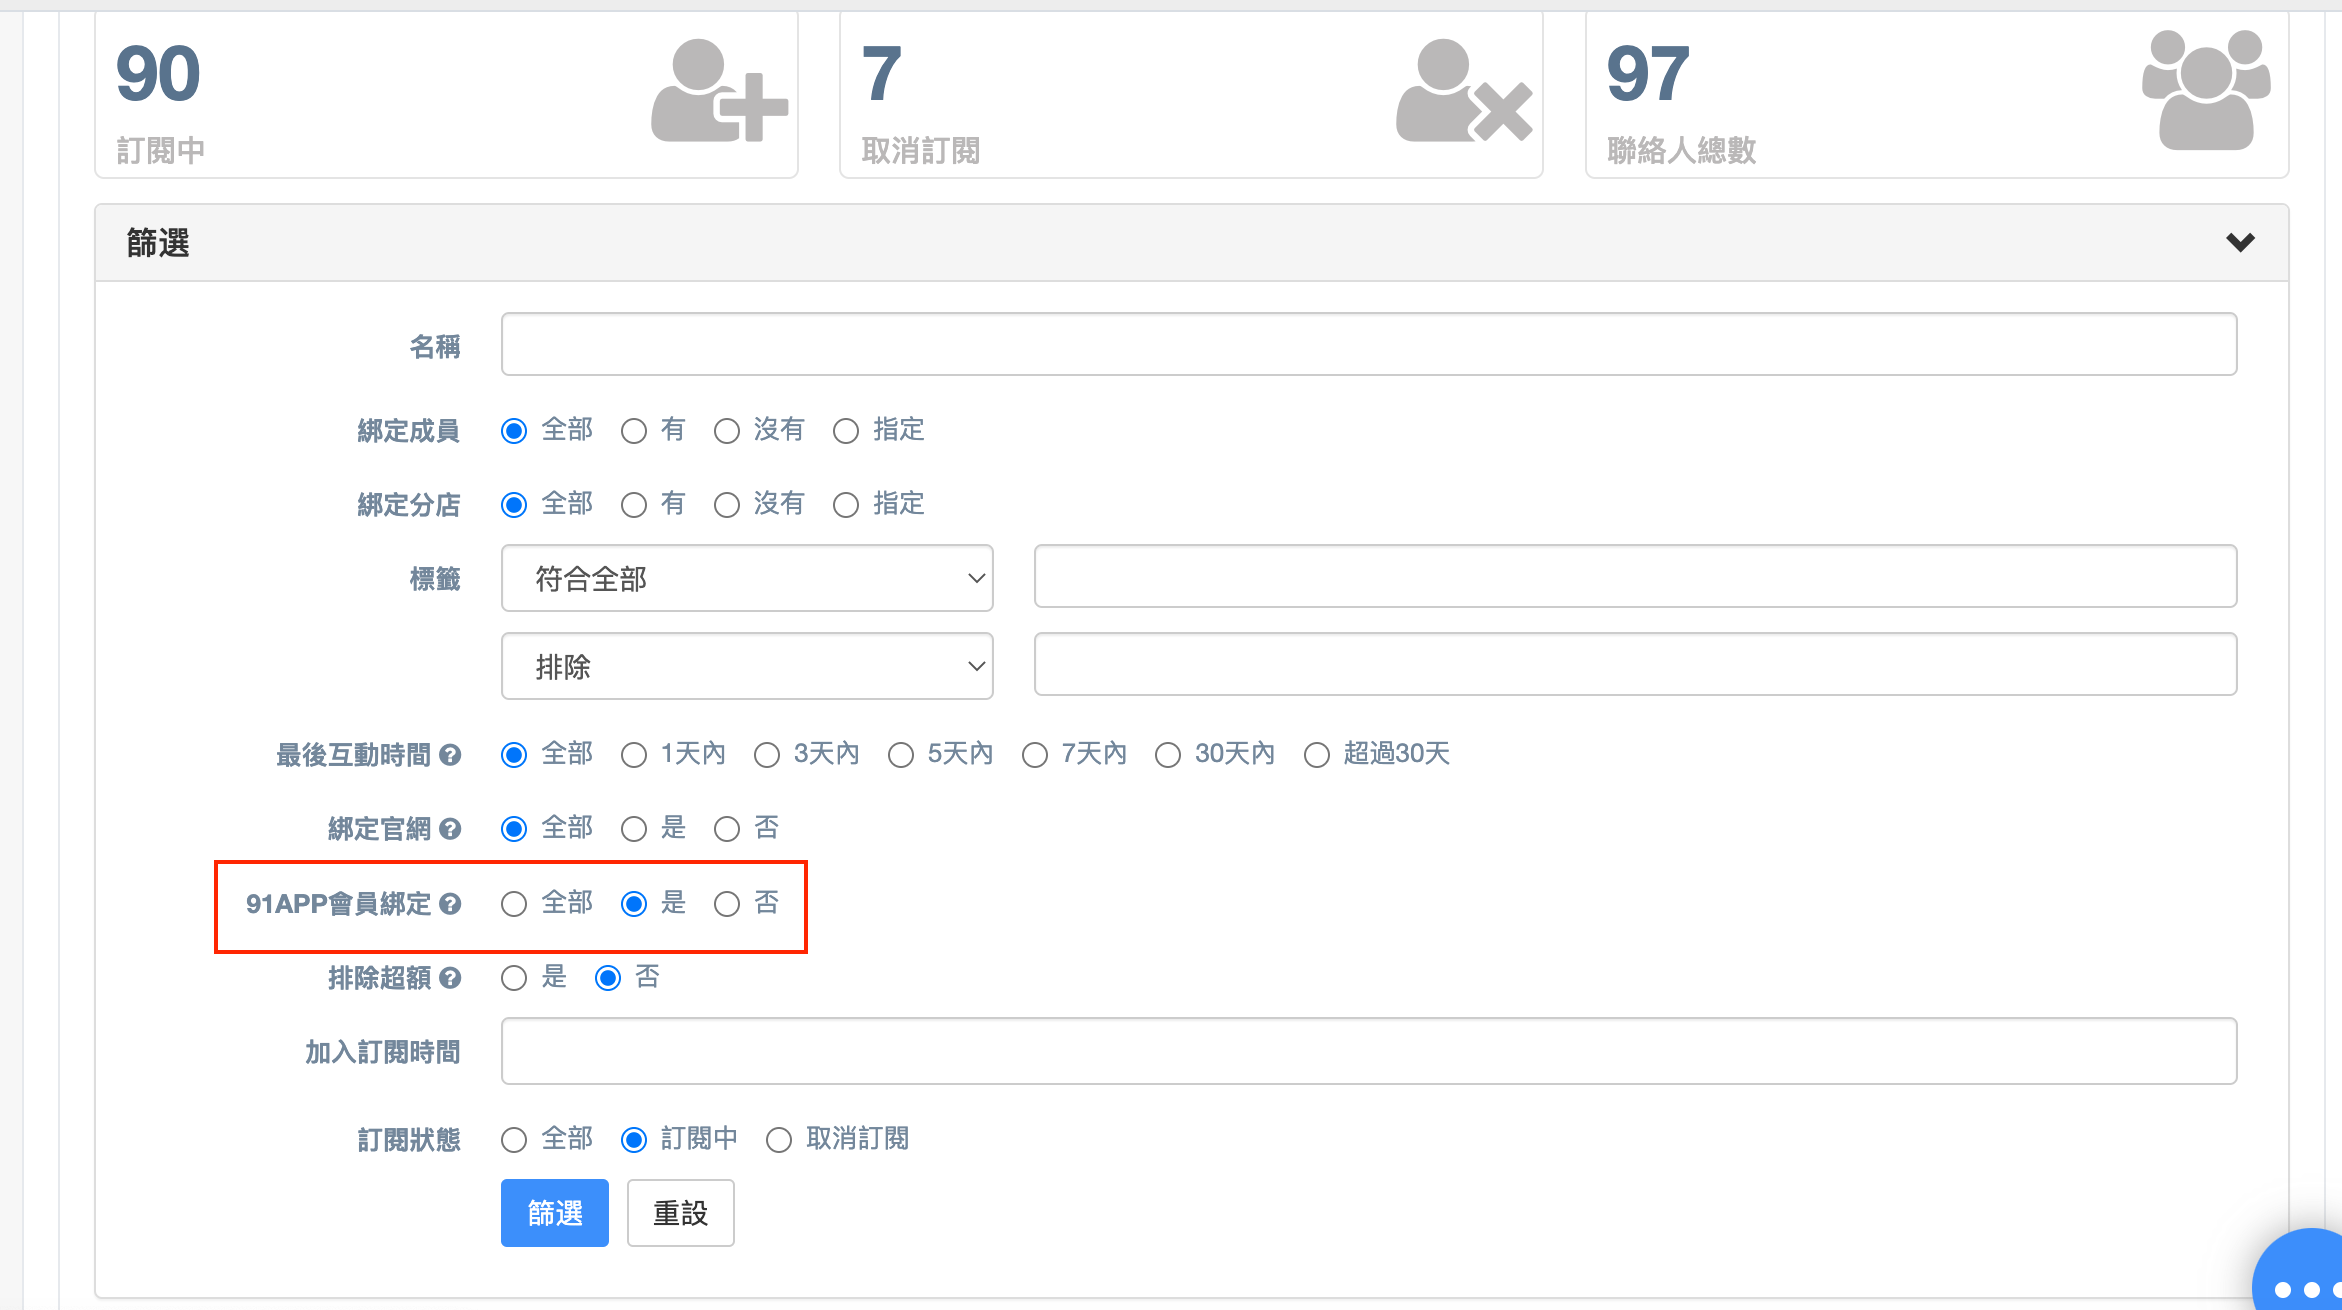 90
訂閱中
7
取消訂閱
97
聯絡人總數
篩選
名稱
綁定成員 全部 有 沒有 指定
綁定分店 全部 有 沒有 指定
標籤 符合全部
排除
最後互動時間 全部 1天內 3天內 5天內 7天內 30天內 超過30天
綁定官網 全部 是 否
91APP會員綁定 全部 是 否
排除超額 是 否
加入訂閱時間
訂閱狀態 全部 訂閱中 取消訂閱
篩選 重設